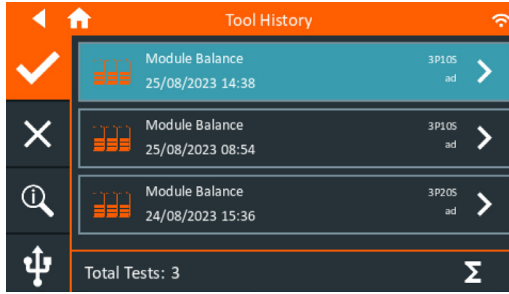 Tool History
Module Balance
3P10S
25/08/2023 14:38
ad
Module Balance
3P10S
25/08/2023 08:54
ad
Module Balance
3P20S
24/08/2023 15:36
ad
Total Tests: 3
Σ